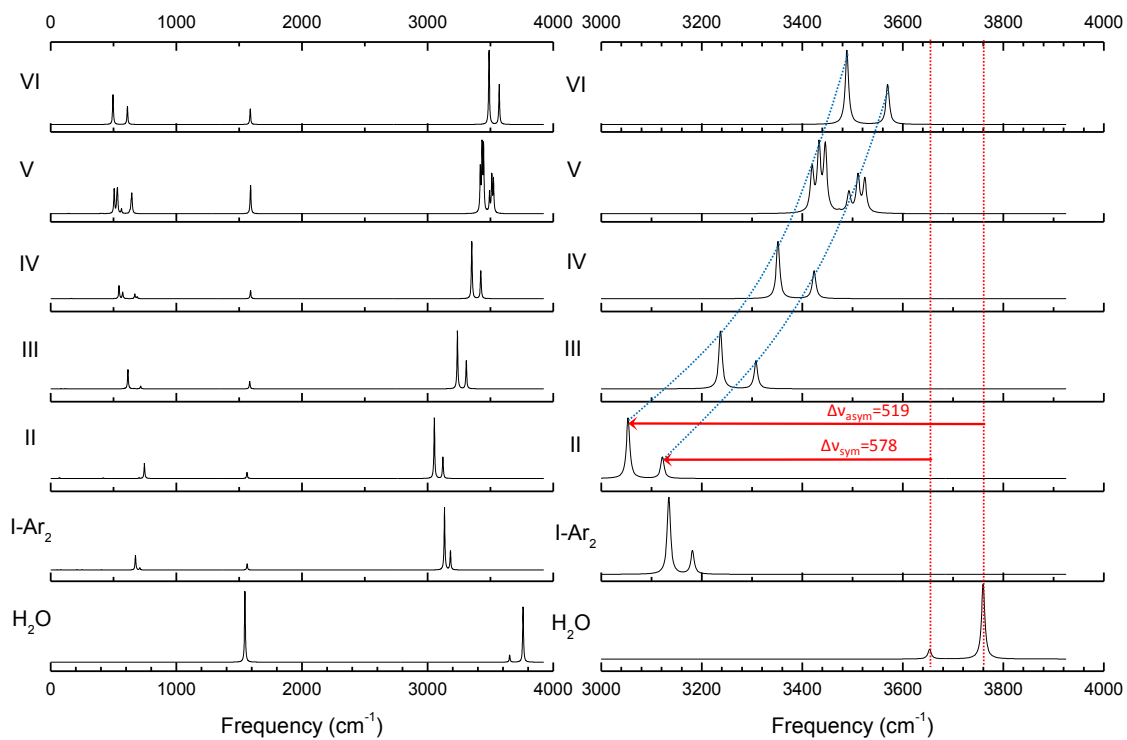 0 1000 2000 3000 4000 3000 3200 3400 3600 3800 4000
VI VI
V V
IV IV
III III
II II
Δν_asym=519
Δν_sym=578
I-Ar₂ I-Ar₂
H₂O H₂O
0 1000 2000 3000 4000 3000 3200 3400 3600 3800 4000
Frequency (cm⁻¹) Frequency (cm⁻¹)